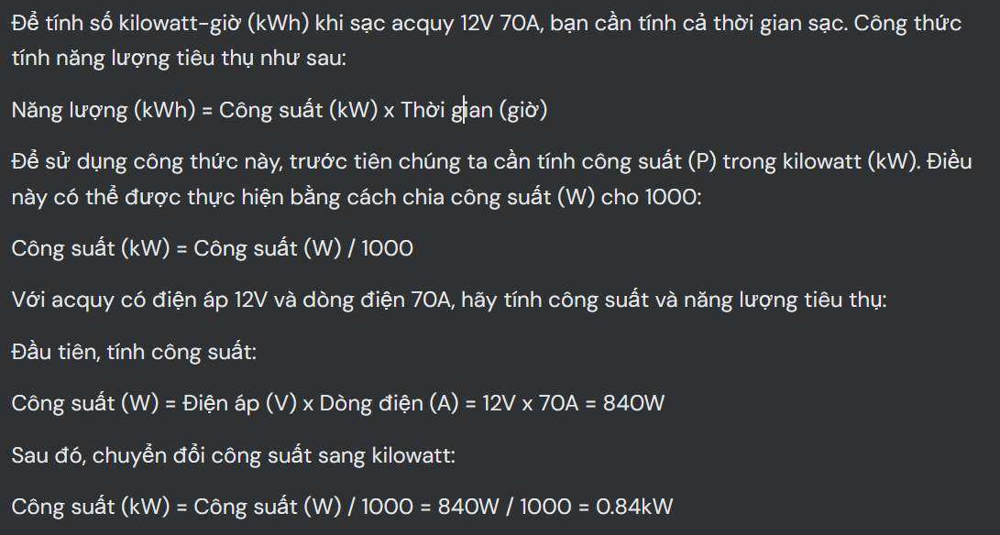 Để tính số kilowatt-giờ (kWh) khi sạc acquy 12V 70A, bạn cần tính cả thời gian sạc. Công thức
tính năng lượng tiêu thụ như sau:
Năng lượng (kWh) = Công suất (kW) x Thời gian (giờ)
Để sử dụng công thức này, trước tiên chúng ta cần tính công suất (P) trong kilowatt (kW). Điều
này có thể được thực hiện bằng cách chia công suất (W) cho 1000:
Công suất (kW) = Công suất (W) / 1000
Với acquy có điện áp 12V và dòng điện 70A, hãy tính công suất và năng lượng tiêu thụ:
Đầu tiên, tính công suất:
Công suất (W) = Điện áp (V) x Dòng điện (A) = 12V x 70A = 840W
Sau đó, chuyển đổi công suất sang kilowatt:
Công suất (kW) = Công suất (W) / 1000 = 840W / 1000 = 0.84kW